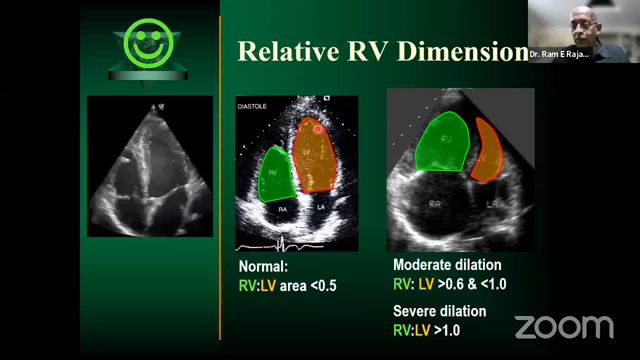 Relative RV Dimension
Dr. Ram E Raja...
DIASTOLE
RV
LV
RA
LA
RV
RA
LA
Normal:
RV:LV area <0.5
Moderate dilation
RV: LV >0.6 & <1.0
Severe dilation
RV:LV >1.0
zoom